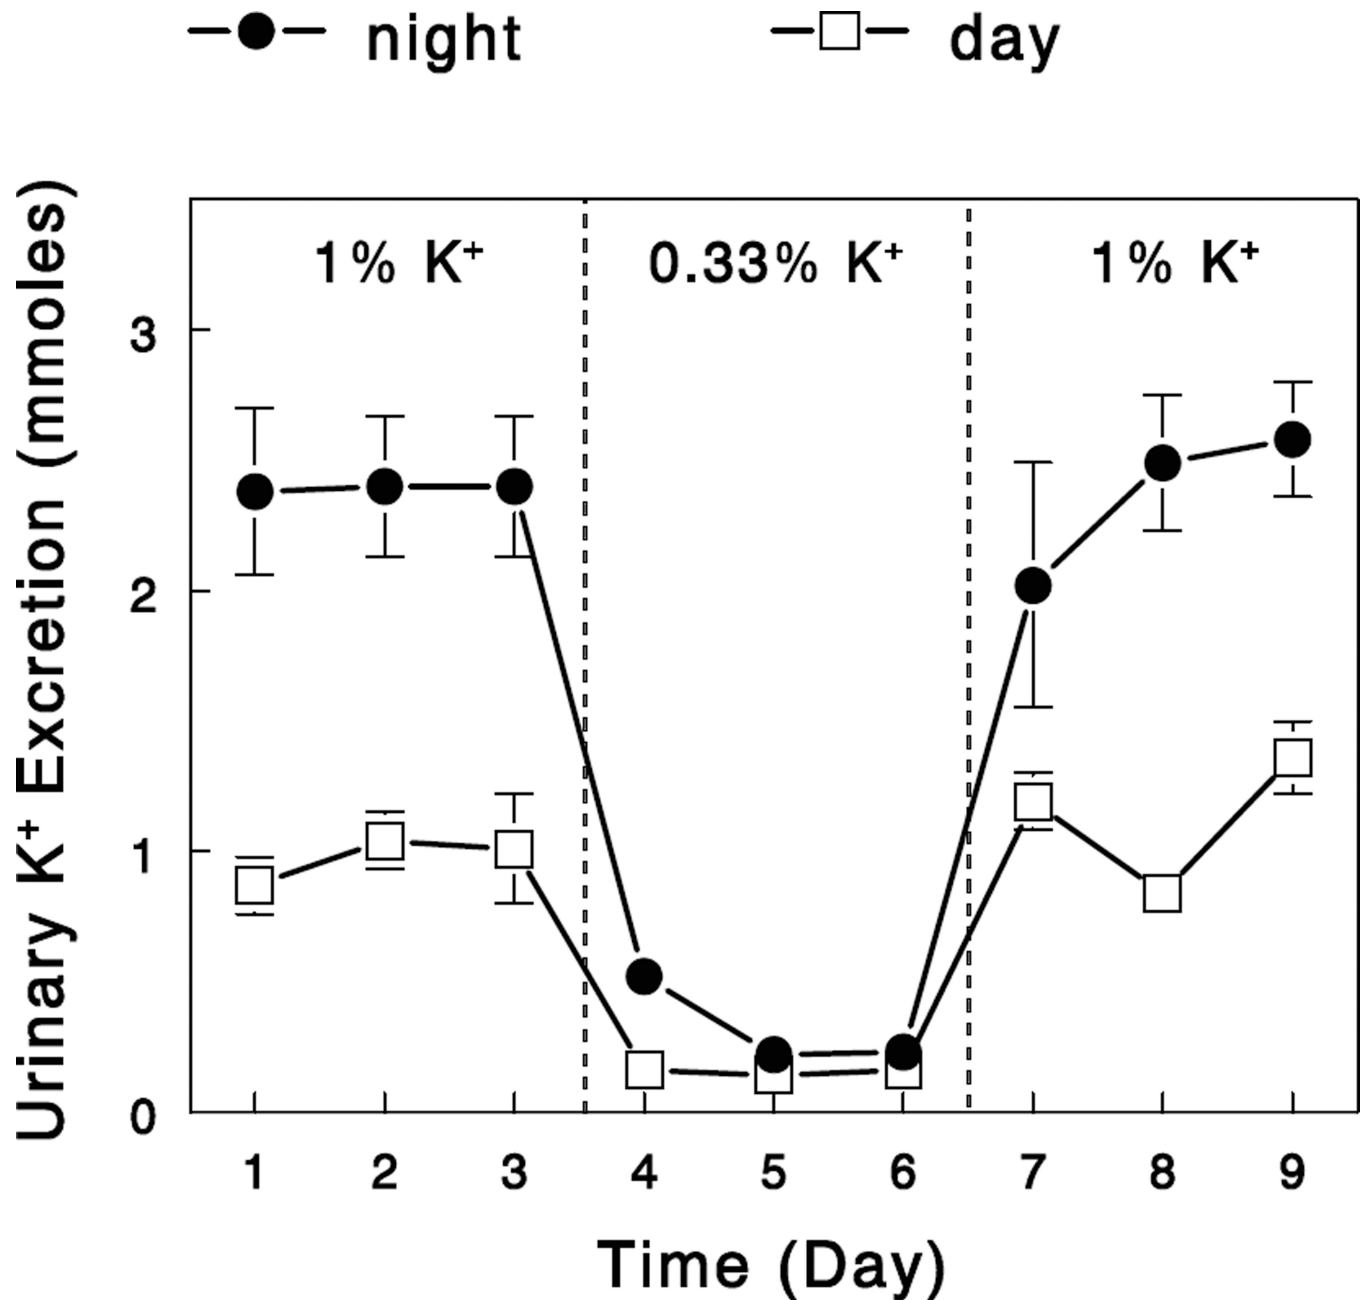 night day
Urinary K⁺ Excretion (mmoles)
1% K⁺ 0.33% K⁺ 1% K⁺
3
2
1
0
1 2 3 4 5 6 7 8 9
Time (Day)